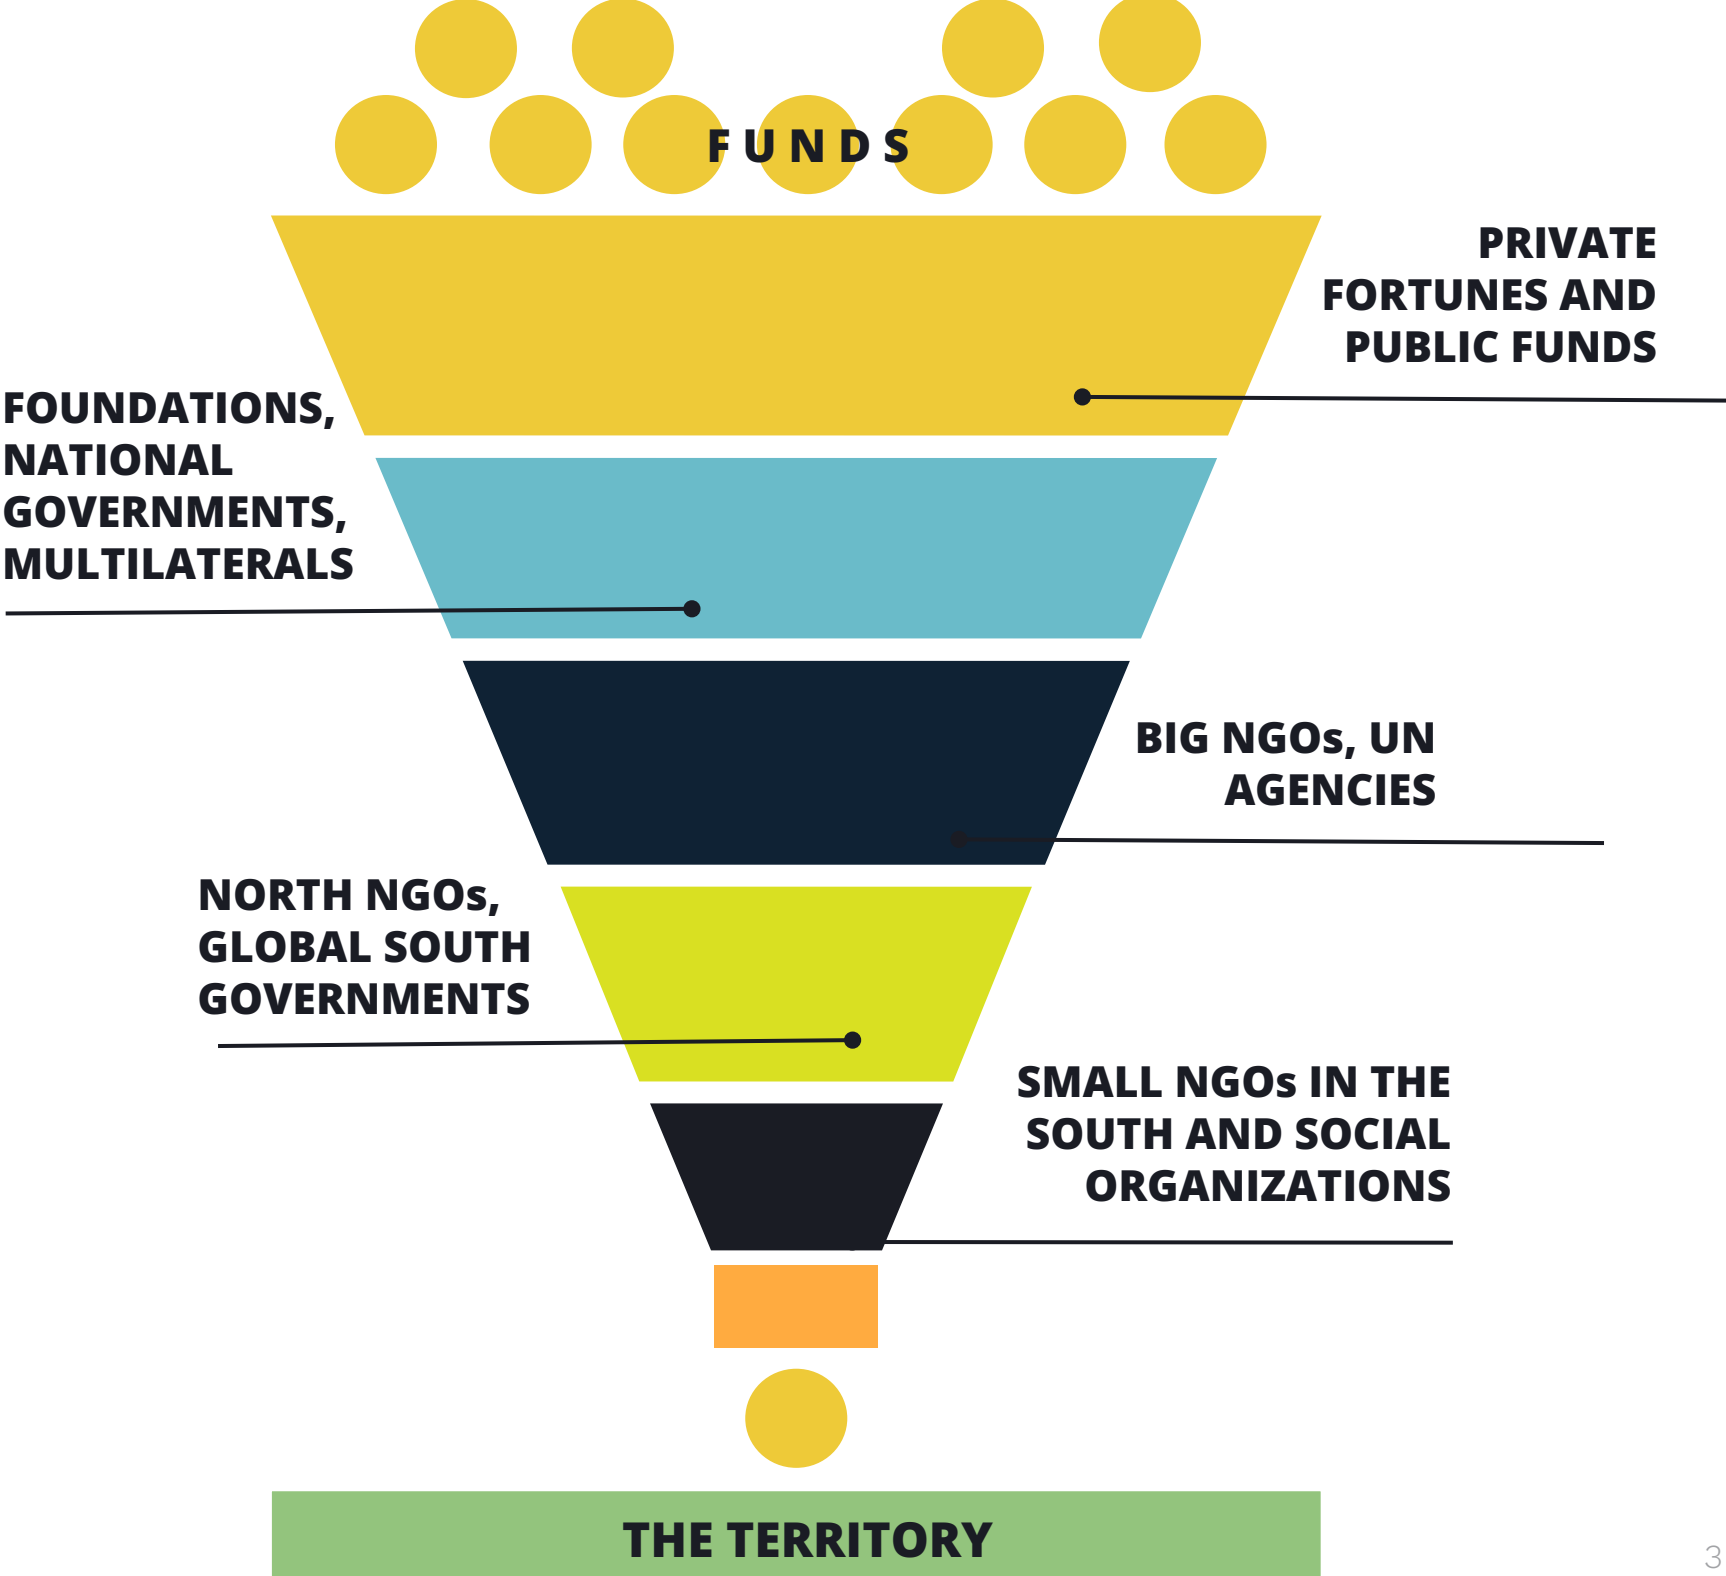 FUNDS
PRIVATE
FORTUNES AND
PUBLIC FUNDS
FOUNDATIONS,
NATIONAL
GOVERNMENTS,
MULTILATERALS
BIG NGOs, UN
AGENCIES
NORTH NGOs,
GLOBAL SOUTH
GOVERNMENTS
SMALL NGOs IN THE
SOUTH AND SOCIAL
ORGANIZATIONS
THE TERRITORY
3